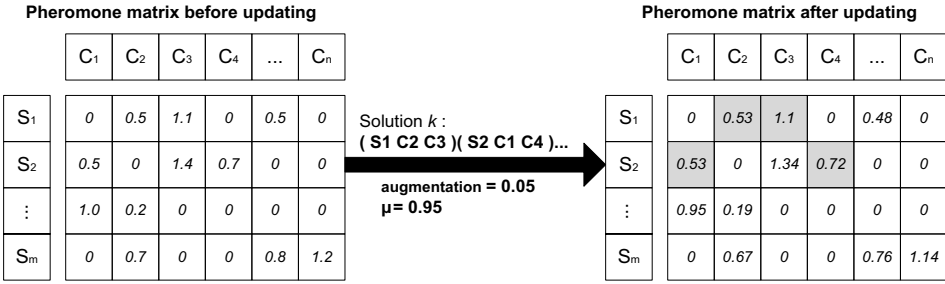 Pheromone matrix before updating
C1 C2 C3 C4 ... Cn
S1 0 0.5 1.1 0 0.5 0
S2 0.5 0 1.4 0.7 0 0
⋮ 1.0 0.2 0 0 0 0
Sm 0 0.7 0 0 0.8 1.2
Solution k :
( S1 C2 C3 )( S2 C1 C4 )...
augmentation = 0.05
μ= 0.95
Pheromone matrix after updating
C1 C2 C3 C4 ... Cn
S1 0 0.53 1.1 0 0.48 0
S2 0.53 0 1.34 0.72 0 0
⋮ 0.95 0.19 0 0 0 0
Sm 0 0.67 0 0 0.76 1.14